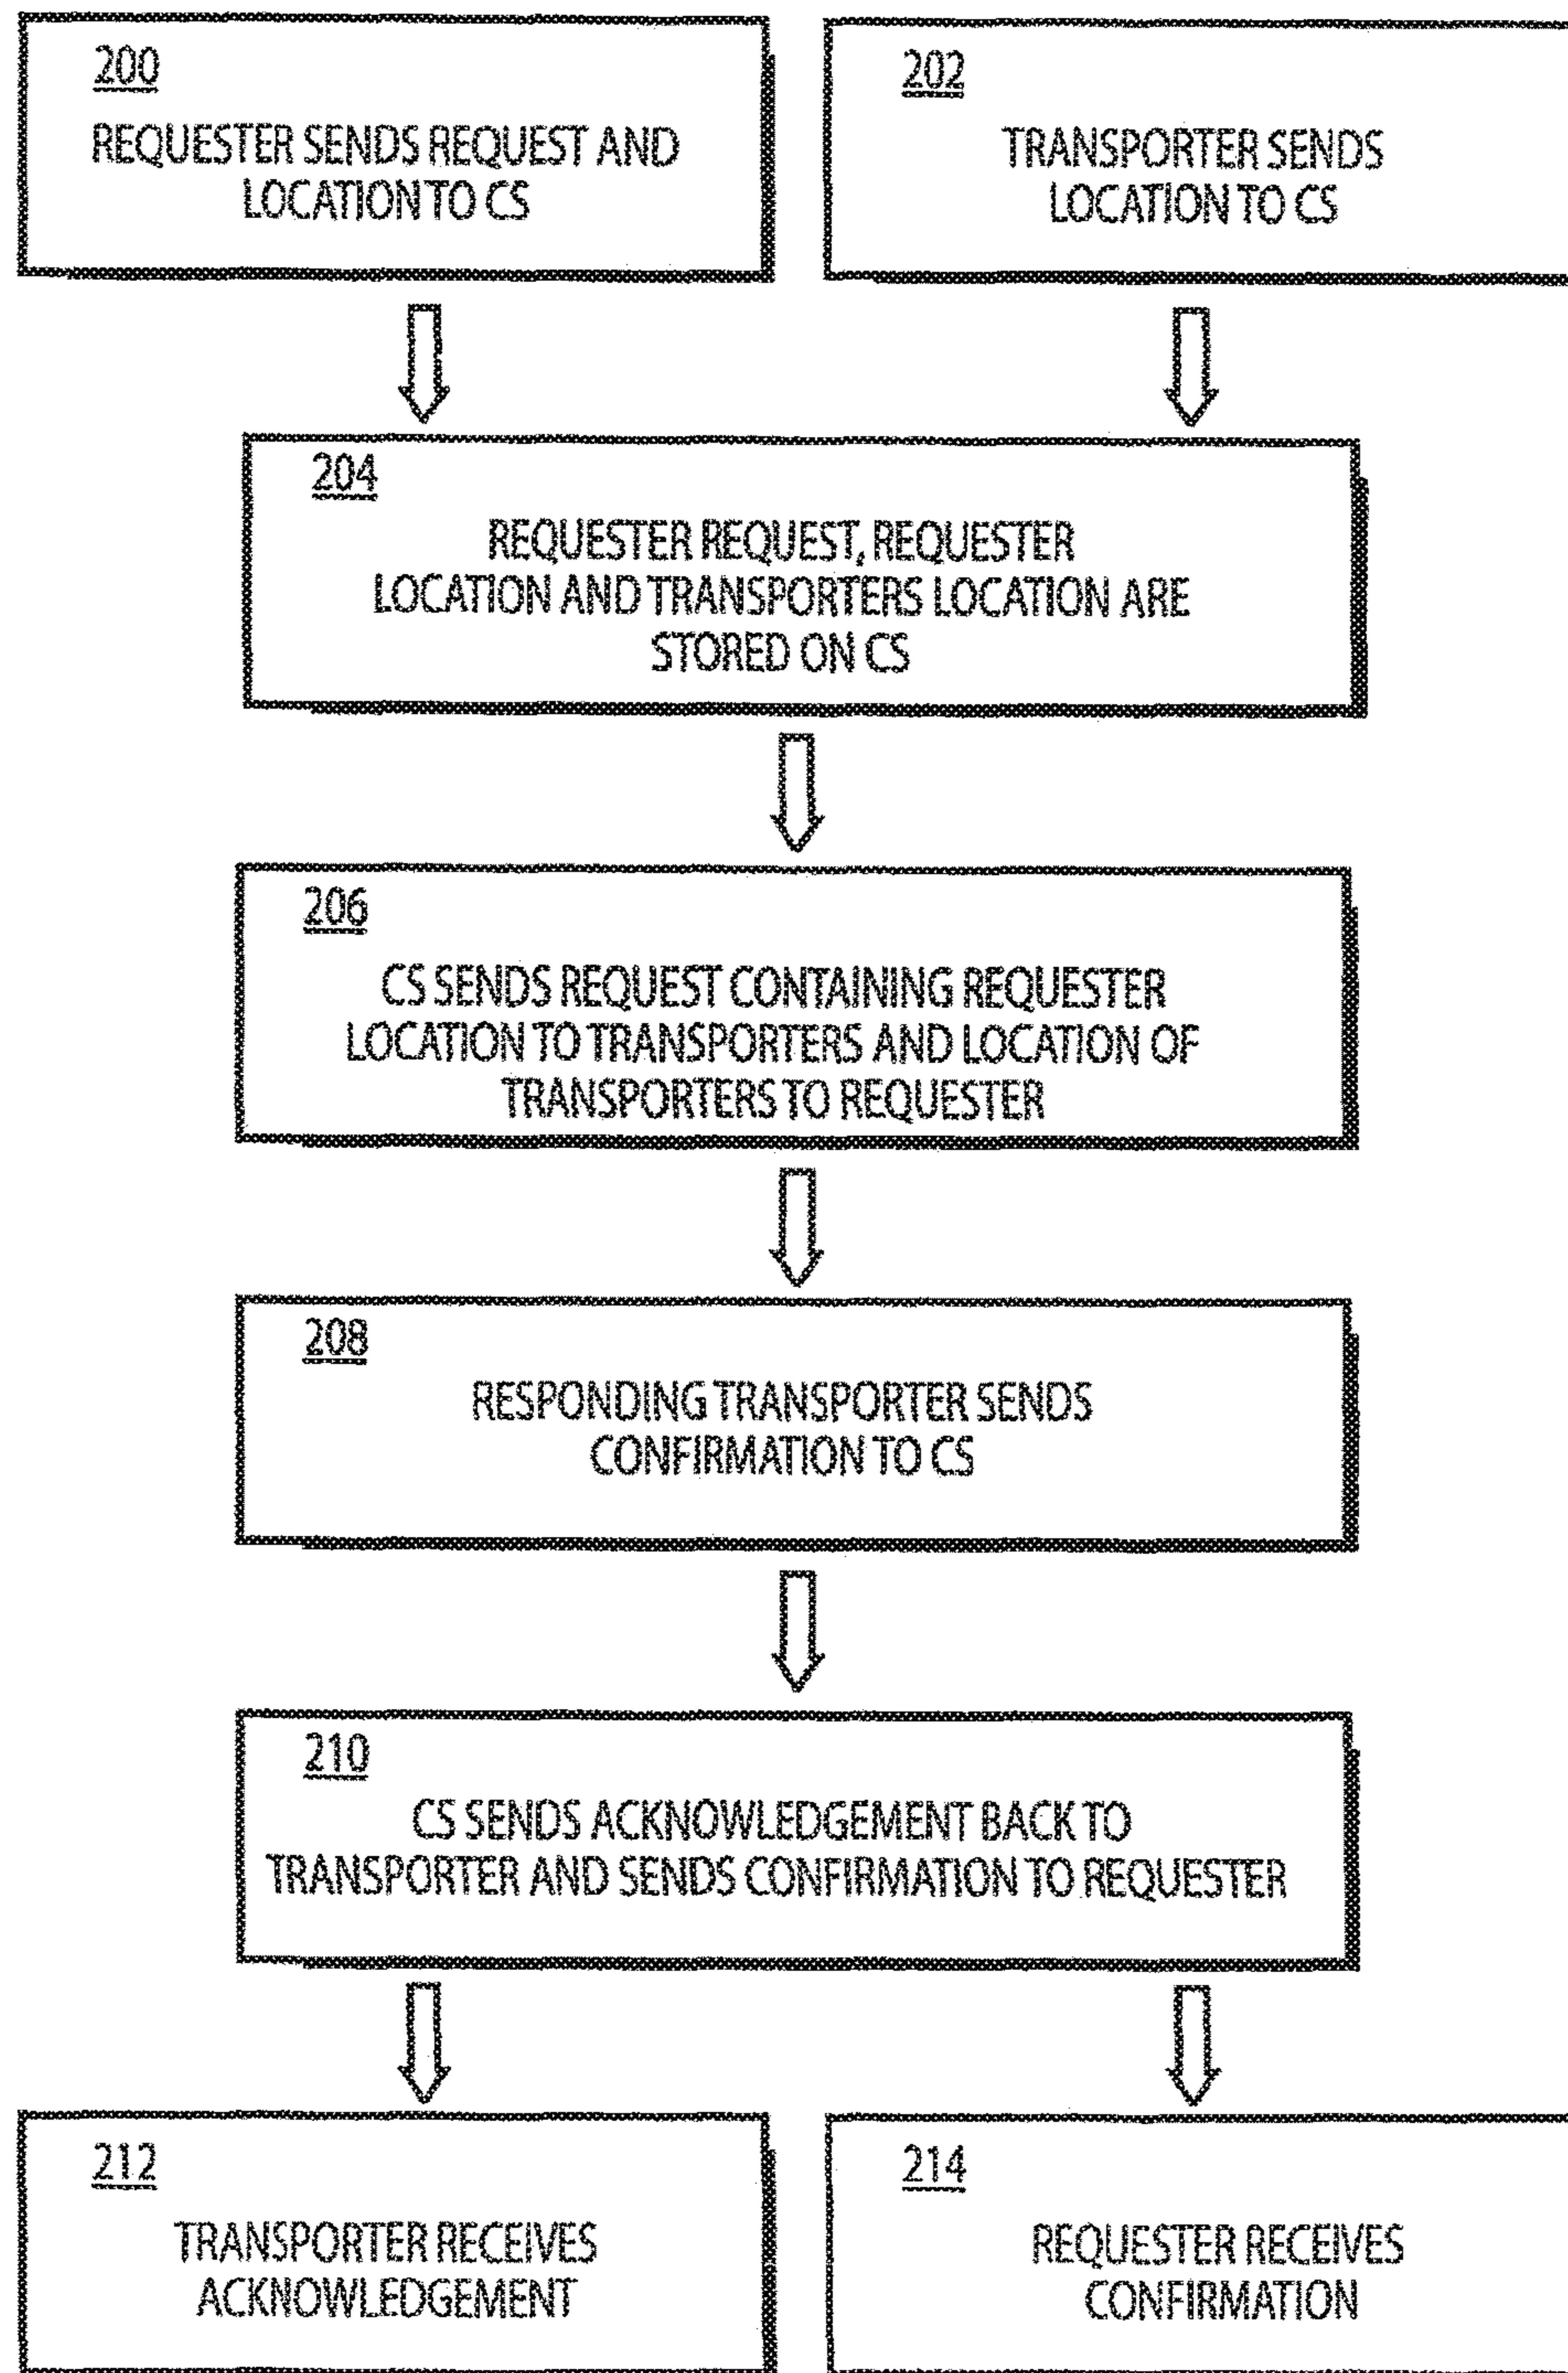 200
REQUESTER SENDS REQUEST AND
LOCATION TO CS
202
TRANSPORTER SENDS
LOCATION TO CS
204
REQUESTER REQUEST, REQUESTER
LOCATION AND TRANSPORTERS LOCATION ARE
STORED ON CS
206
CS SENDS REQUEST CONTAINING REQUESTER
LOCATION TO TRANSPORTERS AND LOCATION OF
TRANSPORTERS TO REQUESTER
208
RESPONDING TRANSPORTER SENDS
CONFIRMATION TO CS
210
CS SENDS ACKNOWLEDGEMENT BACK TO
TRANSPORTER AND SENDS CONFIRMATION TO REQUESTER
212
TRANSPORTER RECEIVES
ACKNOWLEDGEMENT
214
REQUESTER RECEIVES
CONFIRMATION